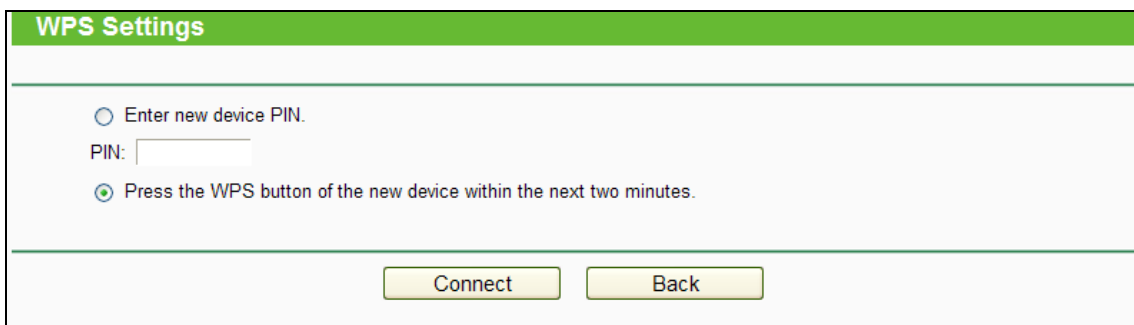 WPS Settings
Enter new device PIN.
PIN:
Press the WPS button of the new device within the next two minutes.
Connect Back